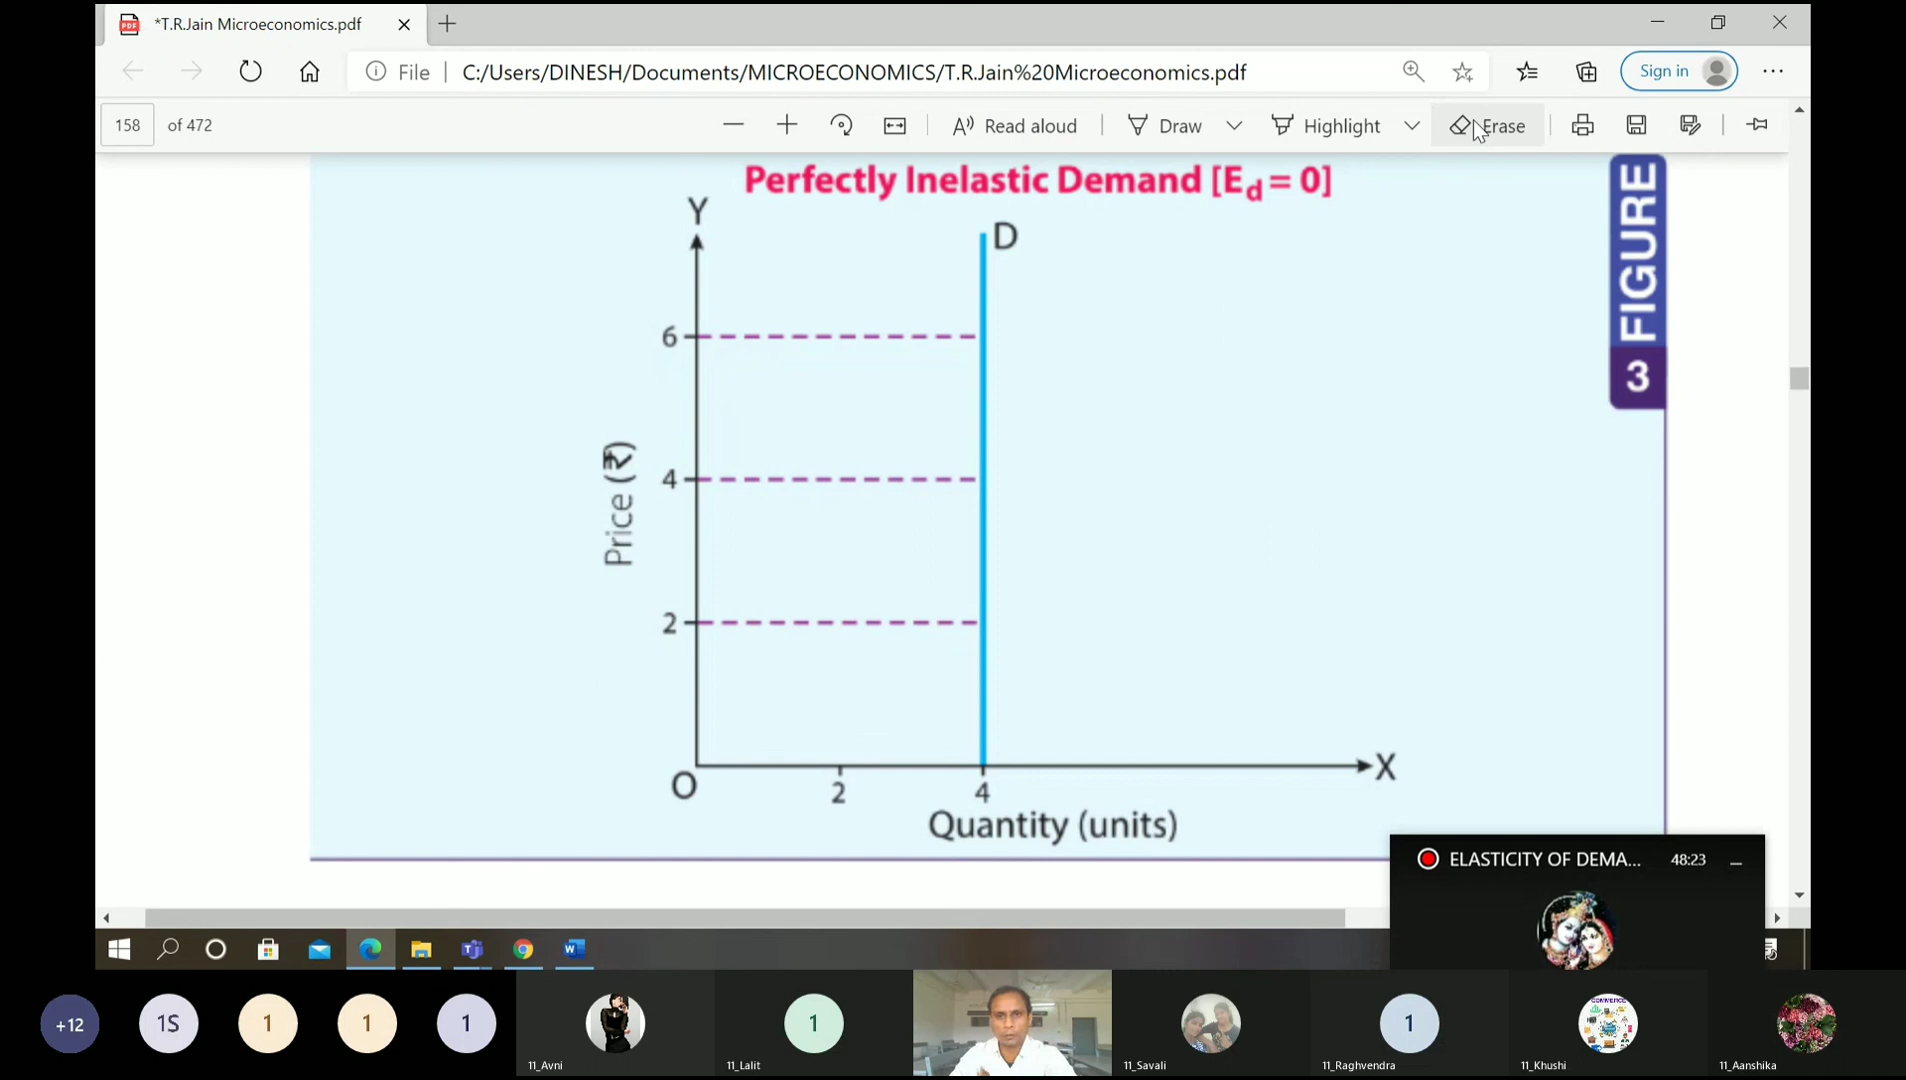 *T.R.Jain Microeconomics.pdf
File C:/Users/DINESH/Documents/MICROECONOMICS/T.R.Jain%20Microeconomics.pdf
Sign in
158 of 472
Read aloud
Draw
Highlight
Erase
Perfectly Inelastic Demand [Ed = 0]
FIGURE 3
Y
D
6
4
2
Price (₹)
O
2
4
X
Quantity (units)
ELASTICITY OF DEMA... 48:23
+12
1S
1
1
1
1
1
COMMERCE
11_Avni
11_Lalit
11_Savali
11_Raghvendra
11_Khushi
11_Aanshika